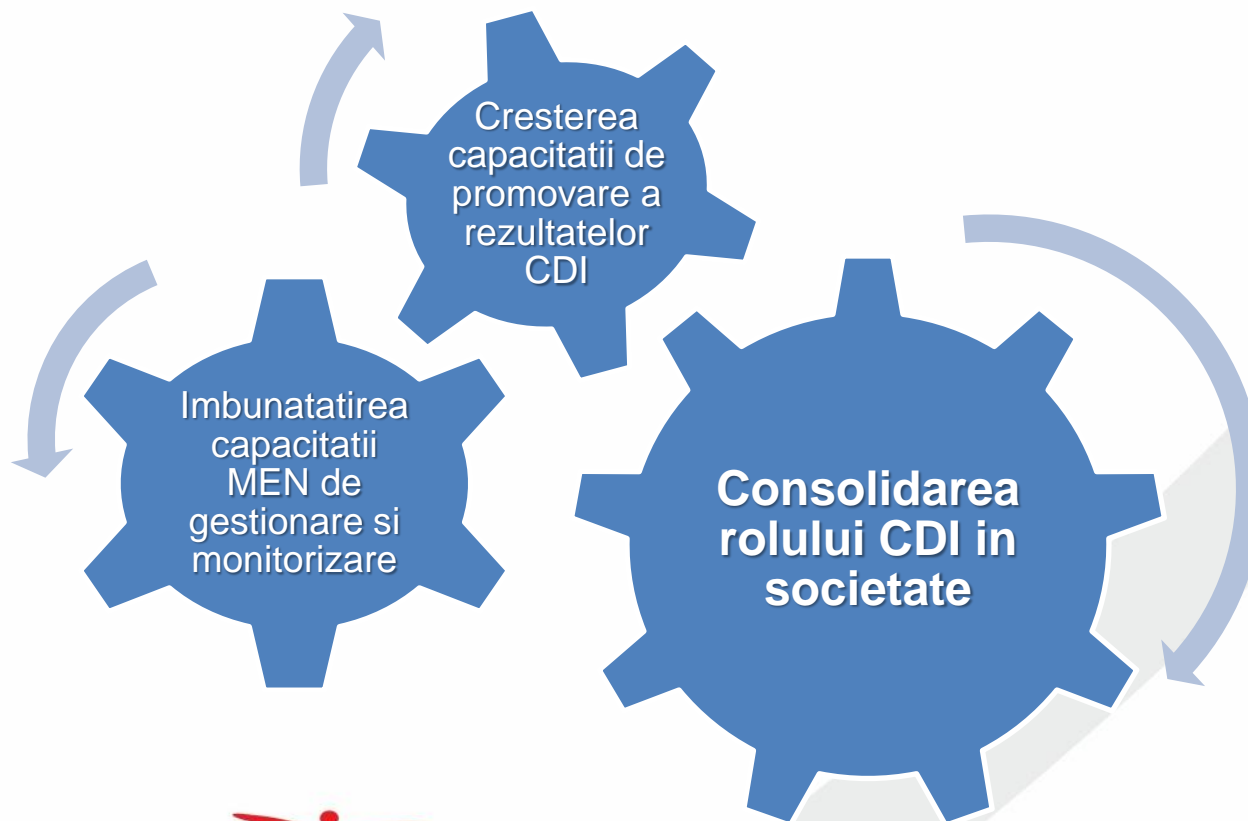 Cresterea
capacitatii de
promovare a
rezultatelor
CDI
Imbunatatirea
capacitatii
MEN de
gestionare si
monitorizare
Consolidarea
rolului CDI in
societate